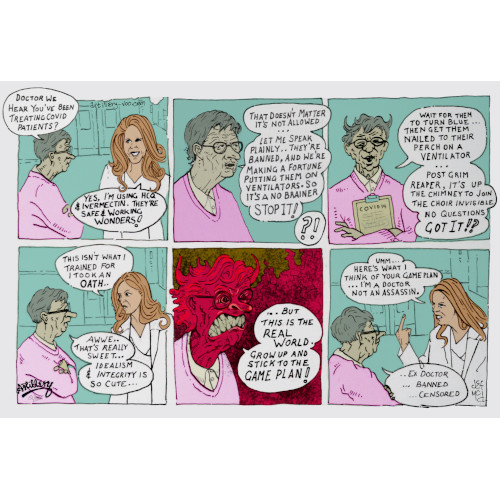 DOCTOR WE
HEAR YOU'VE BEEN
TREATING COVID
PATIENTS?
YES, I'M USING HCQ
& IVERMECTIN. THEY'RE
SAFE & WORKING
WONDERS!
THAT DOESN'T MATTER
IT'S NOT ALLOWED
...
LET ME SPEAK
PLAINLY.. THEY'RE
BANNED, AND WE'RE
MAKING A FORTUNE
PUTTING THEM ON
VENTILATORS. SO
IT'S A NO BRAINER
STOP IT!
?!
WAIT FOR THEM
TO TURN BLUE...
THEN GET THEM
NAILED TO THEIR
PERCH ON A
VENTILATOR
...
POST GRIM
REAPER, IT'S UP
THE CHIMNEY TO JOIN
THE CHOIR INVISIBLE
NO QUESTIONS
GOT IT!!?
COVIDIA
THIS ISN'T WHAT I
TRAINED FOR
I TOOK AN
OATH..
AWWE..
THAT'S REALLY
SWEET..
IDEALISM
& INTEGRITY IS
SO CUTE...
... BUT
THIS IS THE
REAL
WORLD.
GROW UP AND
STICK TO THE
GAME PLAN!
UMM...
HERE'S WHAT I
THINK OF YOUR GAME PLAN
...I'M A DOCTOR
NOT AN ASSASSIN.
..EX DOCTOR
... BANNED
...CENSORED